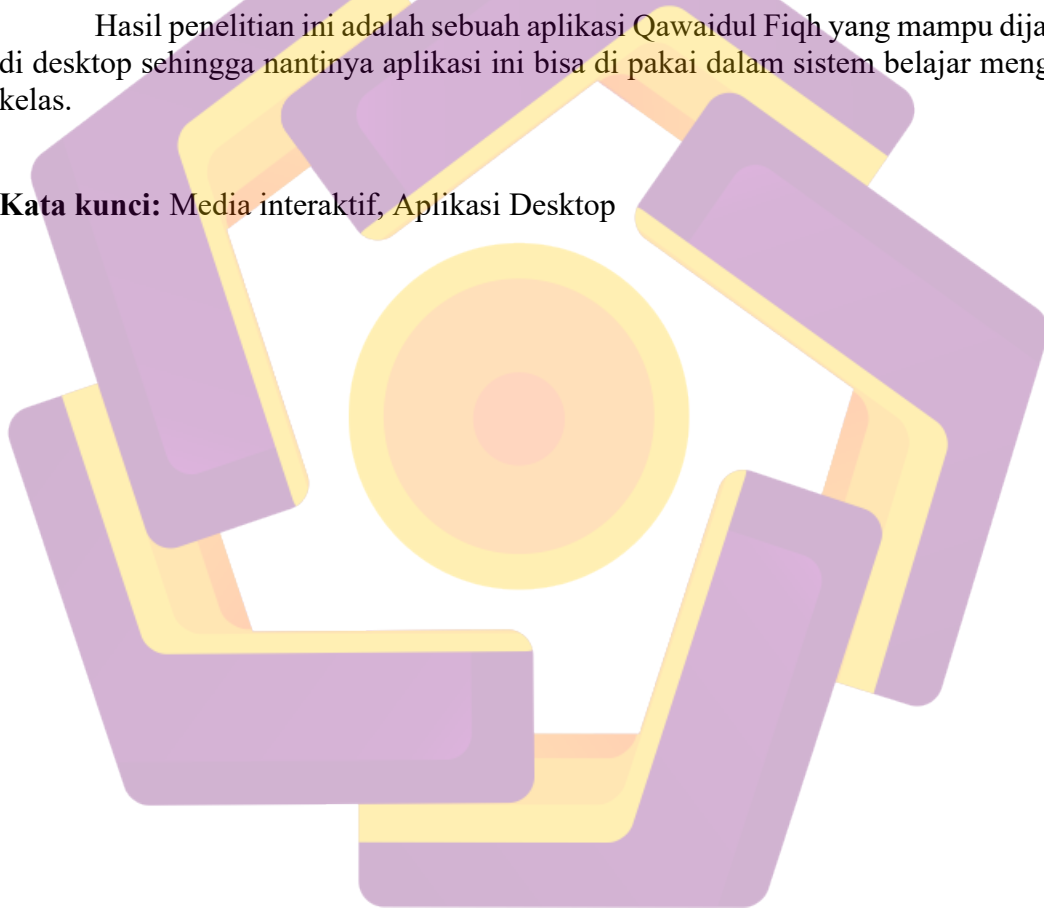 Hasil penelitian ini adalah sebuah aplikasi Qawaidul Fiqh yang mampu dija
di desktop sehingga nantinya aplikasi ini bisa di pakai dalam sistem belajar meng
kelas.
Kata kunci: Media interaktif, Aplikasi Desktop